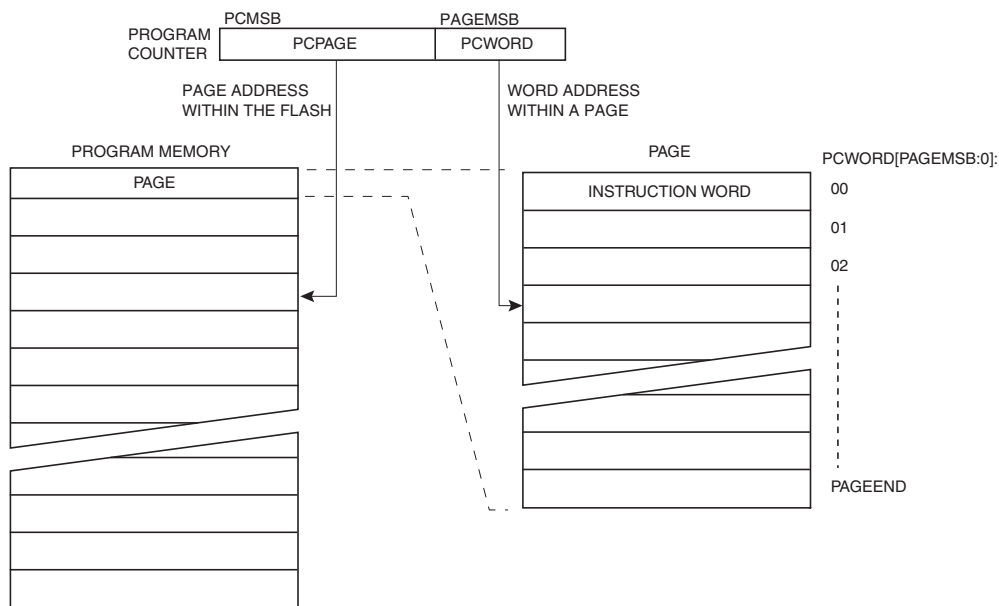 PCMSB
PAGEMSB
PROGRAM
COUNTER
PCPAGE
PCWORD
PAGE ADDRESS
WITHIN THE FLASH
WORD ADDRESS
WITHIN A PAGE
PROGRAM MEMORY
PAGE
PAGE
INSTRUCTION WORD
PCWORD[PAGEMSB:0]:
00
01
02
PAGEEND